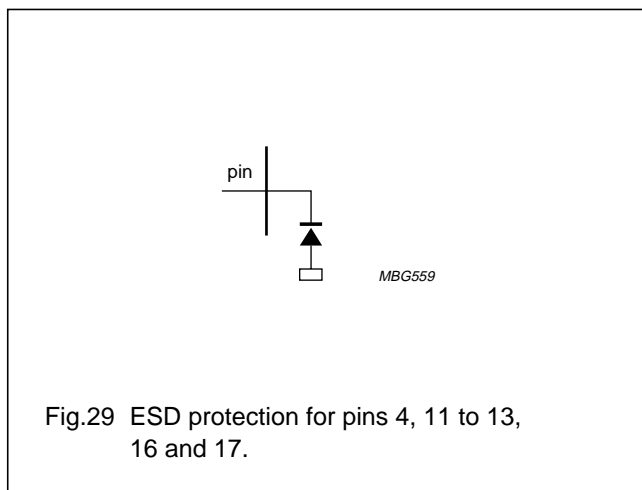 pin
MBG559
Fig.29 ESD protection for pins 4, 11 to 13,
16 and 17.